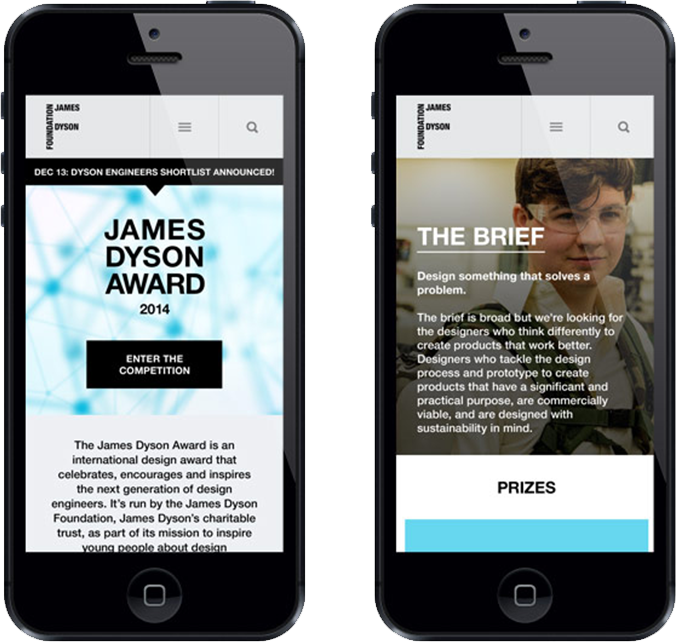 FOUNDATION
JAMES
DYSON
DEC 13: DYSON ENGINEERS SHORTLIST ANNOUNCED!
JAMES
DYSON
AWARD
2014
ENTER THE
COMPETITION
The James Dyson Award is an
international design award that
celebrates, encourages and inspires
the next generation of design
engineers. It's run by the James Dyson
Foundation, James Dyson's charitable
trust, as part of its mission to inspire
young people about design
FOUNDATION
JAMES
DYSON
THE BRIEF
Design something that solves a
problem.
The brief is broad but we're looking for
the designers who think differently to
create products that work better.
Designers who tackle the design
process and prototype to create
products that have a significant and
practical purpose, are commercially
viable, and are designed with
sustainability in mind.
PRIZES